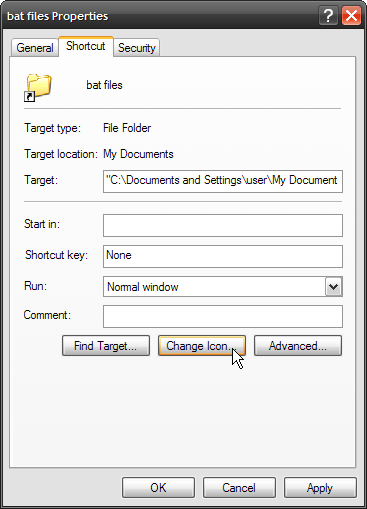 bat files Properties
General Shortcut Security
bat files
Target type: File Folder
Target location: My Documents
Target: "C:\Documents and Settings\user\My Document
Start in:
Shortcut key: None
Run: Normal window
Comment:
Find Target... Change Icon... Advanced...
OK Cancel Apply